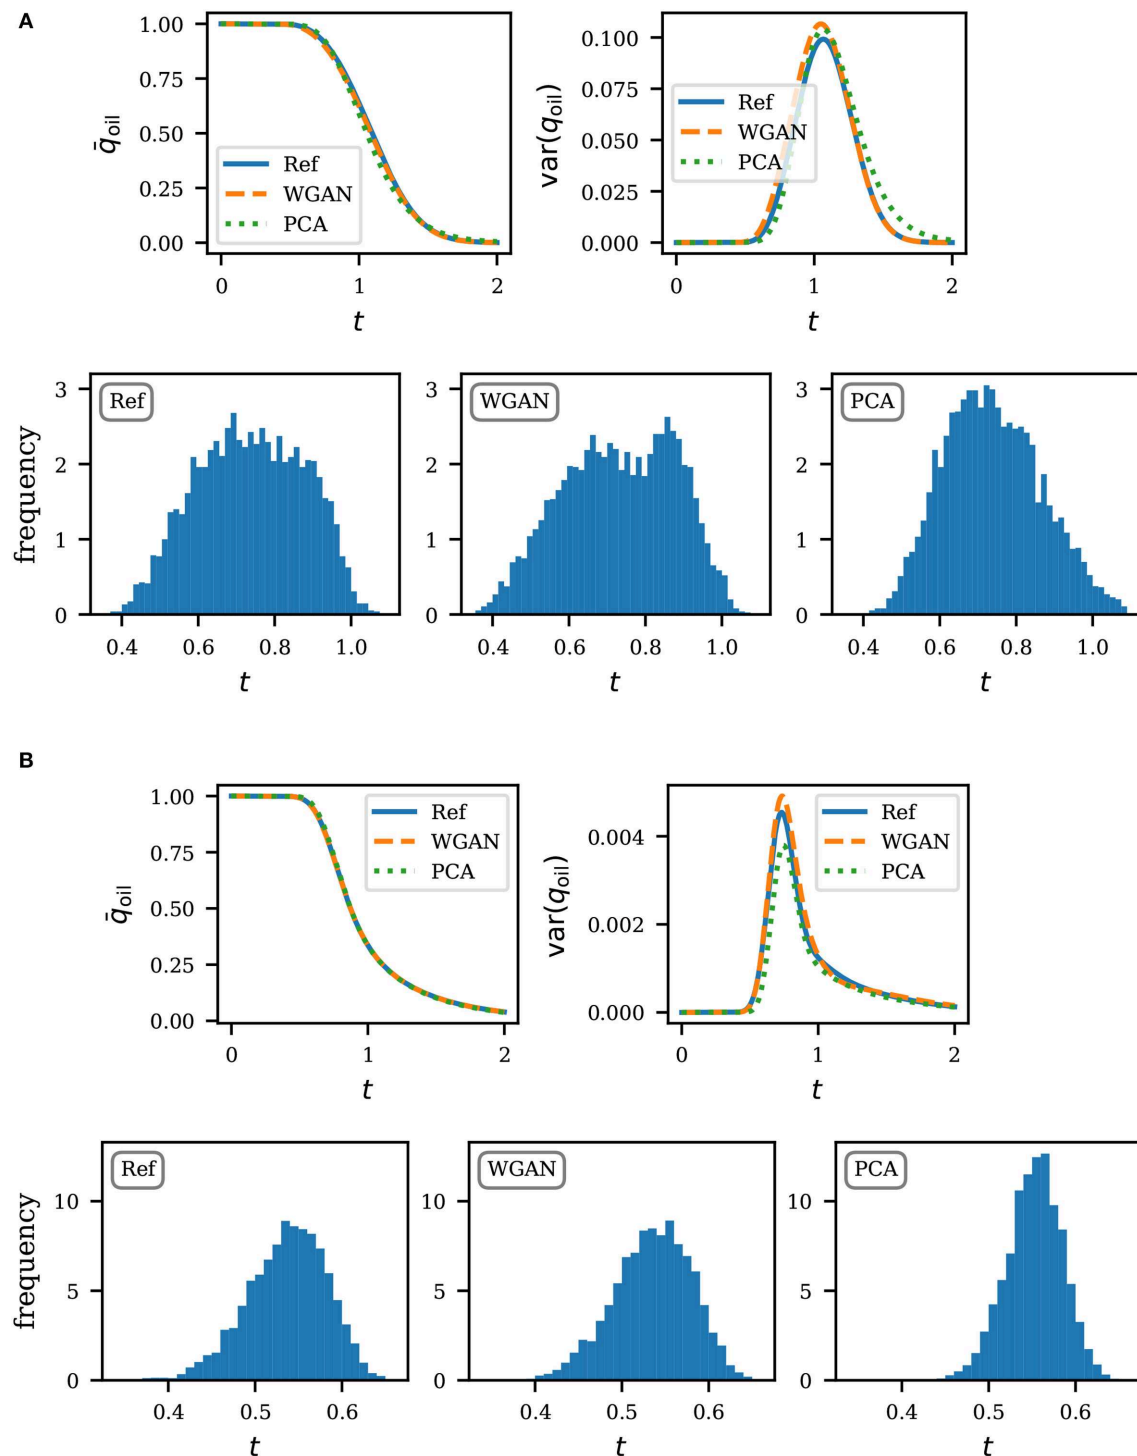 A
1.00
0.75
0.50
0.25
0.00
q̄oil
Ref
WGAN
PCA
0 1 2
t
0.100
0.075
0.050
0.025
0.000
var(qoil)
Ref
WGAN
PCA
0 1 2
t
3
2
1
0
frequency
Ref
0.4 0.6 0.8 1.0
t
3
2
1
0
WGAN
0.4 0.6 0.8 1.0
t
3
2
1
0
PCA
0.4 0.6 0.8 1.0
t
B
1.00
0.75
0.50
0.25
0.00
q̄oil
Ref
WGAN
PCA
0 1 2
t
0.004
0.002
0.000
var(qoil)
Ref
WGAN
PCA
0 1 2
t
10
5
0
frequency
Ref
0.4 0.5 0.6
t
10
5
0
WGAN
0.4 0.5 0.6
t
10
5
0
PCA
0.4 0.5 0.6
t